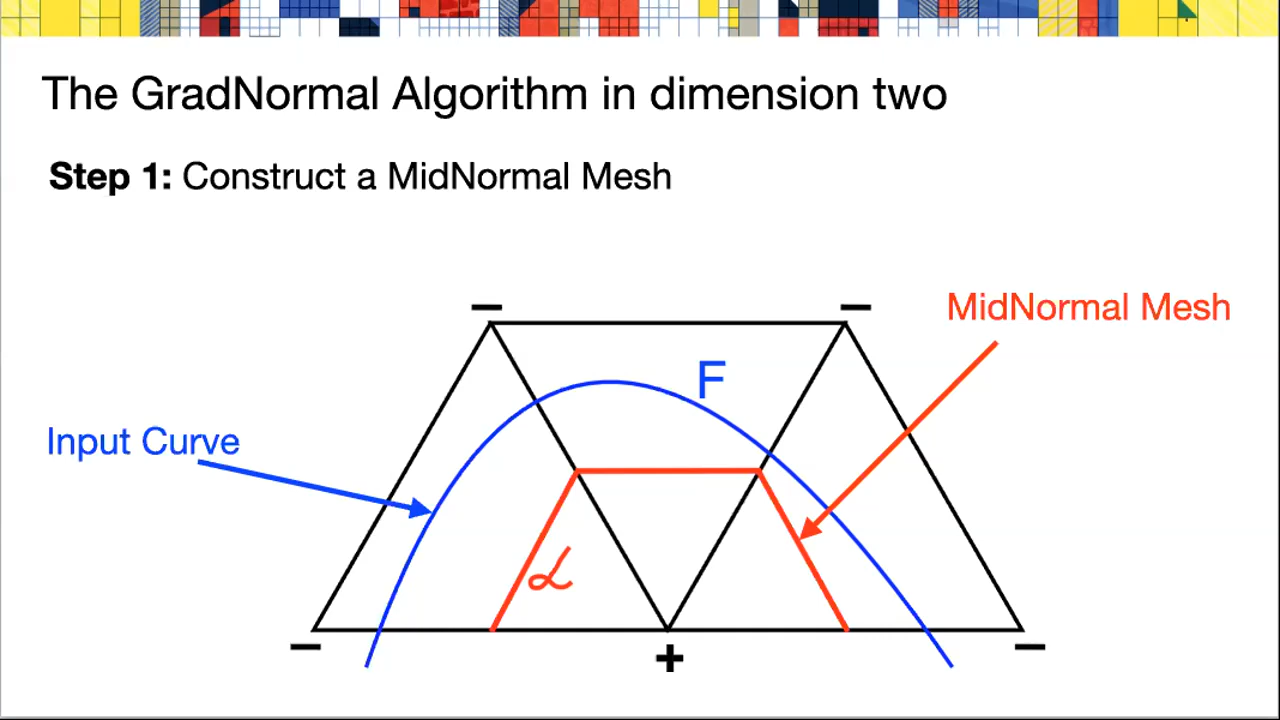 The GradNormal Algorithm in dimension two
Step 1: Construct a MidNormal Mesh
− −
MidNormal Mesh
F
Input Curve
α
− + −